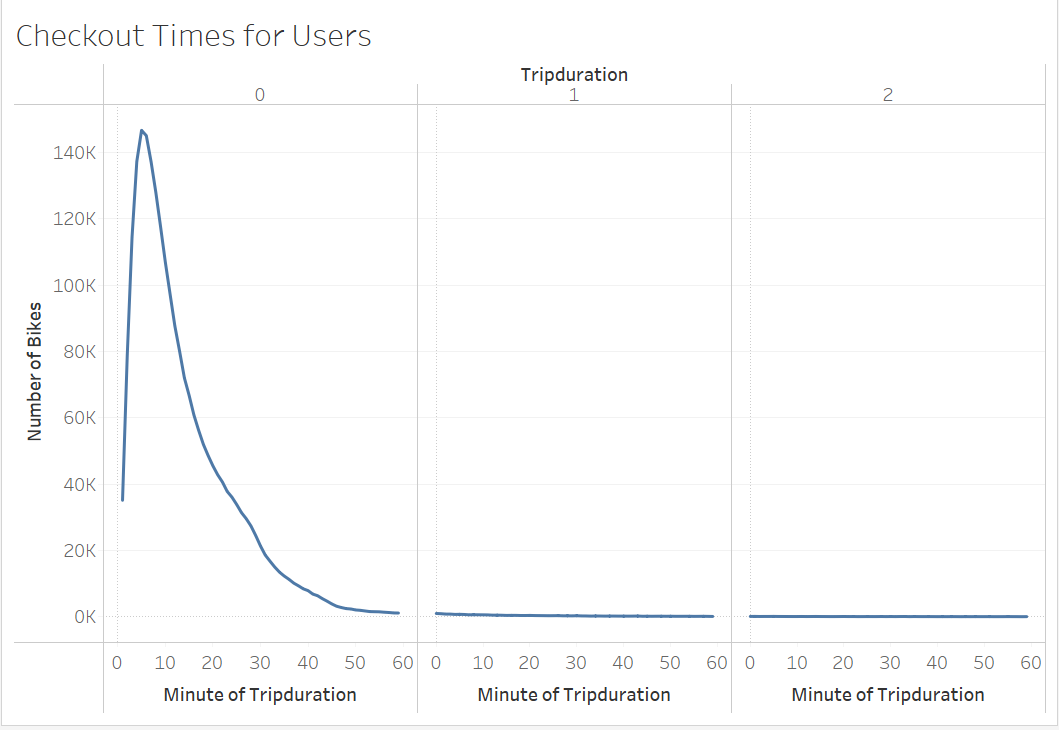 Checkout Times for Users
Tripduration
0 1 2
140K
120K
100K
80K
60K
40K
20K
0K
Number of Bikes
0 10 20 30 40 50 60 0 10 20 30 40 50 60 0 10 20 30 40 50 60
Minute of Tripduration Minute of Tripduration Minute of Tripduration